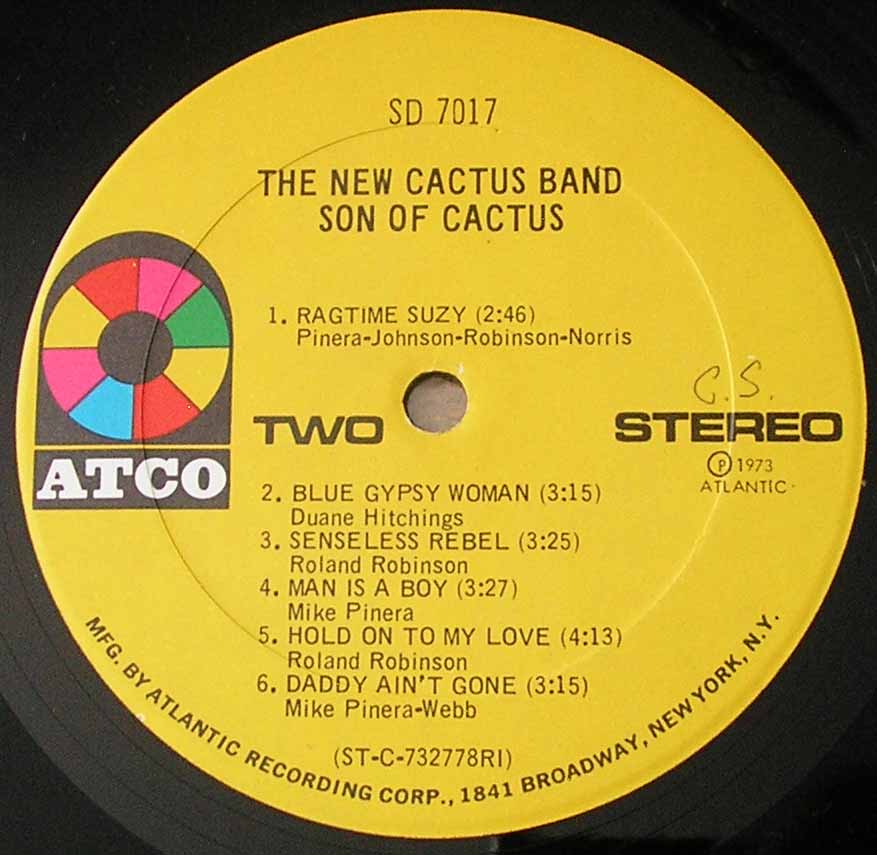 SD 7017
THE NEW CACTUS BAND
SON OF CACTUS
1. RAGTIME SUZY (2:46)
Pinera-Johnson-Robinson-Norris
C.S.
TWO
STEREO
Ⓟ 1973
ATLANTIC
ATCO
2. BLUE GYPSY WOMAN (3:15)
Duane Hitchings
3. SENSELESS REBEL (3:25)
Roland Robinson
4. MAN IS A BOY (3:27)
Mike Pinera
5. HOLD ON TO MY LOVE (4:13)
Roland Robinson
6. DADDY AIN'T GONE (3:15)
Mike Pinera-Webb
(ST-C-732778RI)
MFG. BY ATLANTIC RECORDING CORP., 1841 BROADWAY, NEW YORK, N.Y.